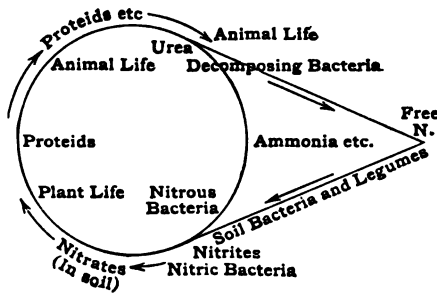 Proteids etc
Animal Life
Urea
Animal Life
Decomposing Bacteria
Free
N.
Proteids
Ammonia etc.
Plant Life
Nitrous
Bacteria
Soil Bacteria and Legumes
Nitrates
(In soil)
Nitrites
Nitric Bacteria